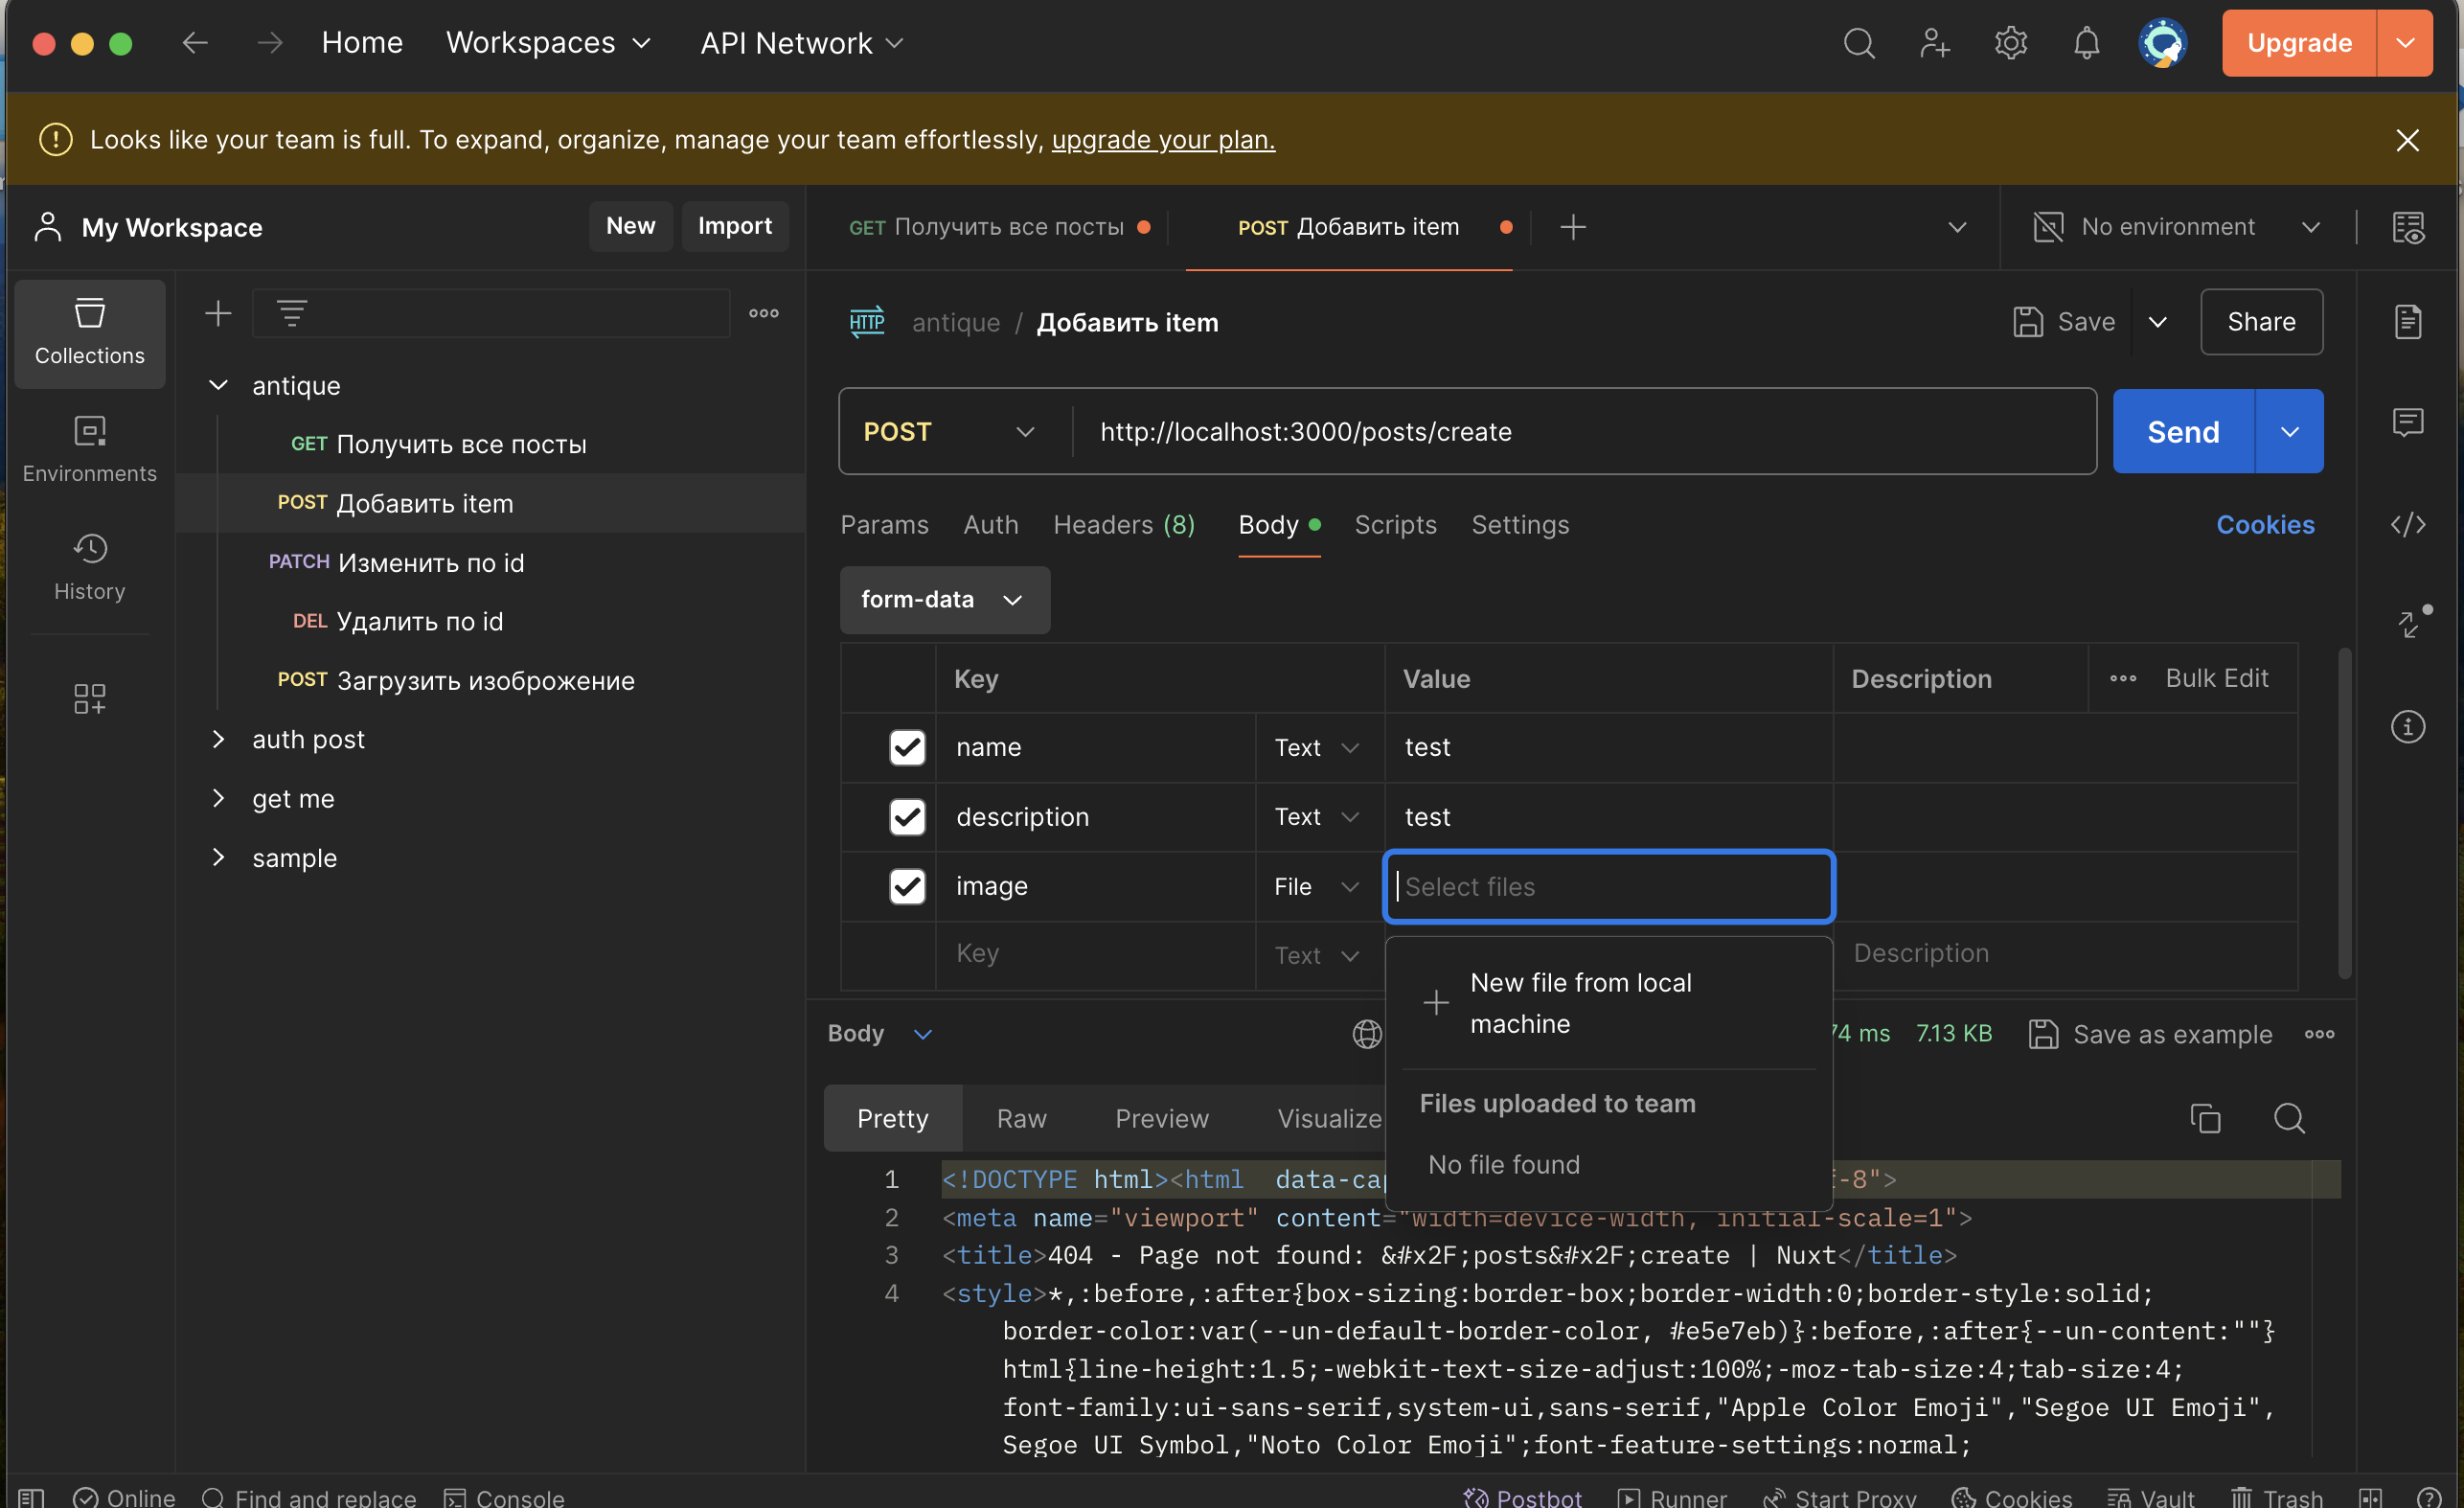 Home Workspaces API Network Upgrade
Looks like your team is full. To expand, organize, manage your team effortlessly, upgrade your plan.
My Workspace New Import
GET Получить все посты POST Добавить item No environment
Collections
Environments
History
antique
GET Получить все посты
POST Добавить item
PATCH Изменить по id
DEL Удалить по id
POST Загрузить изоброжение
auth post
get me
sample
HTTP antique / Добавить item Save Share
POST http://localhost:3000/posts/create Send
Params Auth Headers (8) Body Scripts Settings Cookies
form-data
Key Value Description Bulk Edit
name Text test
description Text test
image File Select files
Key Text Description
New file from local
machine
Files uploaded to team
No file found
Body 74 ms 7.13 KB Save as example
Pretty Raw Preview Visualize
1 <!DOCTYPE html><html data-cap f-8">
2 <meta name="viewport" content="width=device-width, initial-scale=1">
3 <title>404 - Page not found: &#x2F;posts&#x2F;create | Nuxt</title>
4 <style>*,:before,:after{box-sizing:border-box;border-width:0;border-style:solid;
border-color:var(--un-default-border-color, #e5e7eb)}:before,:after{--un-content:""}
html{line-height:1.5;-webkit-text-size-adjust:100%;-moz-tab-size:4;tab-size:4;
font-family:ui-sans-serif,system-ui,sans-serif,"Apple Color Emoji","Segoe UI Emoji",
Segoe UI Symbol,"Noto Color Emoji";font-feature-settings:normal;
Online Find and replace Console Postbot Runner Start Proxy Cookies Vault Trash